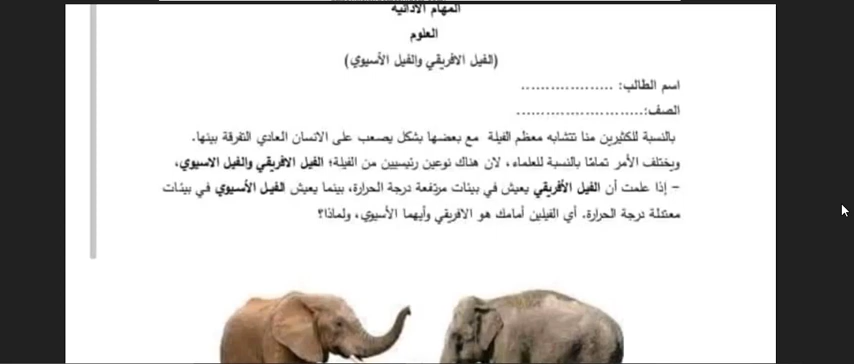 المهام الادائية
العلوم
(الفيل الافريقي والفيل الأسيوي)
اسم الطالب: ...................
الصف:..........................
بالنسبة للكثيرين منا تتشابه معظم الفيلة مع بعضها بشكل يصعب على الانسان العادي التفرقة بينها.
ويختلف الأمر تمامًا بالنسبة للعلماء، لان هناك نوعين رئيسيين من الفيلة؛ الفيل الافريقي والفيل الاسيوي،
– إذا علمت أن الفيل الأفريقي يعيش في بيئات مرتفعة درجة الحرارة، بينما يعيش الفيل الأسيوي في بيئات
معتدلة درجة الحرارة. أي الفيلين أمامك هو الافريقي وأيهما الأسيوي، ولماذا؟